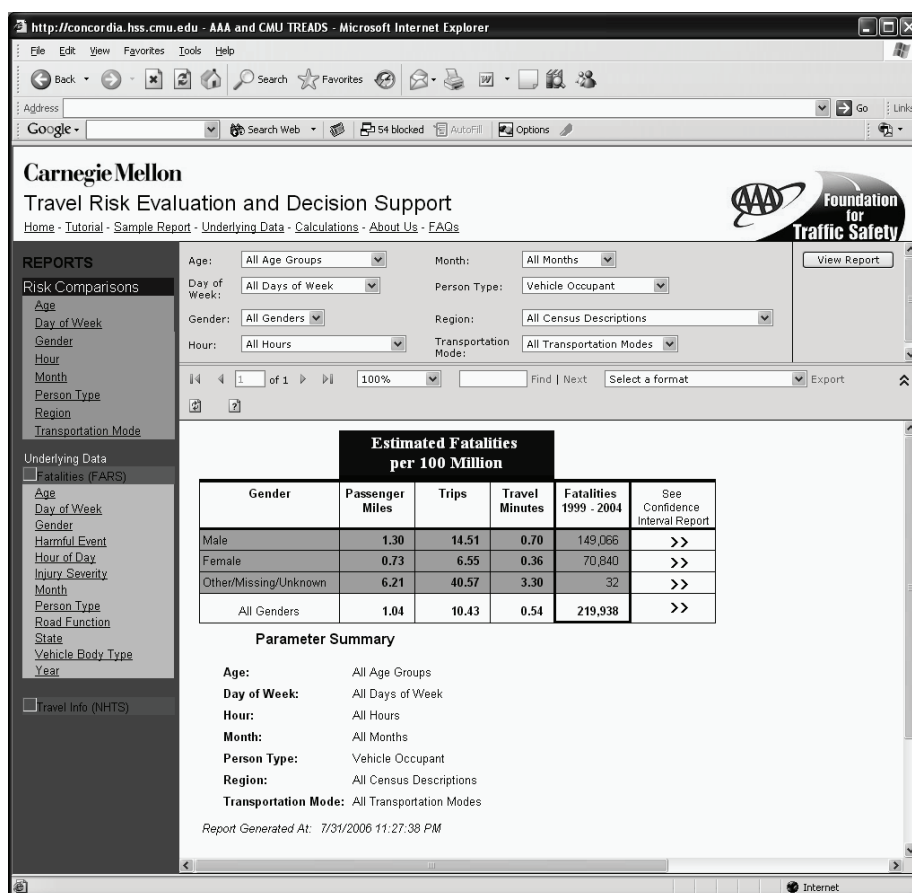 http://concordia.hss.cmu.edu - AAA and CMU TREADS - Microsoft Internet Explorer
File Edit View Favorites Tools Help
Back Search Favorites
Address Go Links
Google Search Web 54 blocked AutoFill Options
Carnegie Mellon
Travel Risk Evaluation and Decision Support
Home - Tutorial - Sample Report - Underlying Data - Calculations - About Us - FAQs
AAA Foundation
for
Traffic Safety
REPORTS
Risk Comparisons
Age
Day of Week
Gender
Hour
Month
Person Type
Region
Transportation Mode
Underlying Data
Fatalities (FARS)
Age
Day of Week
Gender
Harmful Event
Hour of Day
Injury Severity
Month
Person Type
Road Function
State
Vehicle Body Type
Year
Travel Info (NHTS)
Age: All Age Groups Month: All Months View Report
Day of Week: All Days of Week Person Type: Vehicle Occupant
Gender: All Genders Region: All Census Descriptions
Hour: All Hours Transportation Mode: All Transportation Modes
1 of 1 100% Find | Next Select a format Export
Estimated Fatalities
per 100 Million
Gender Passenger Miles Trips Travel Minutes Fatalities 1999 - 2004 See Confidence Interval Report
Male 1.30 14.51 0.70 149,066 >>
Female 0.73 6.55 0.36 70,840 >>
Other/Missing/Unknown 6.21 40.57 3.30 32 >>
All Genders 1.04 10.43 0.54 219,938 >>
Parameter Summary
Age: All Age Groups
Day of Week: All Days of Week
Hour: All Hours
Month: All Months
Person Type: Vehicle Occupant
Region: All Census Descriptions
Transportation Mode: All Transportation Modes
Report Generated At: 7/31/2006 11:27:38 PM
Internet